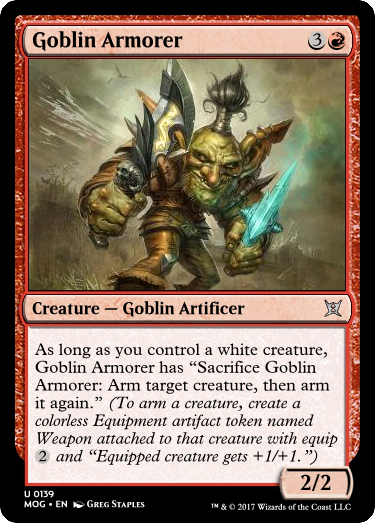 Goblin Armorer 3
Creature — Goblin Artificer
As long as you control a white creature,
Goblin Armorer has “Sacrifice Goblin
Armorer: Arm target creature, then arm
it again.” (To arm a creature, create a
colorless Equipment artifact token named
Weapon attached to that creature with equip
2 and “Equipped creature gets +1/+1.”)
2/2
U 0139
MOG • EN Greg Staples
™ & © 2017 Wizards of the Coast LLC